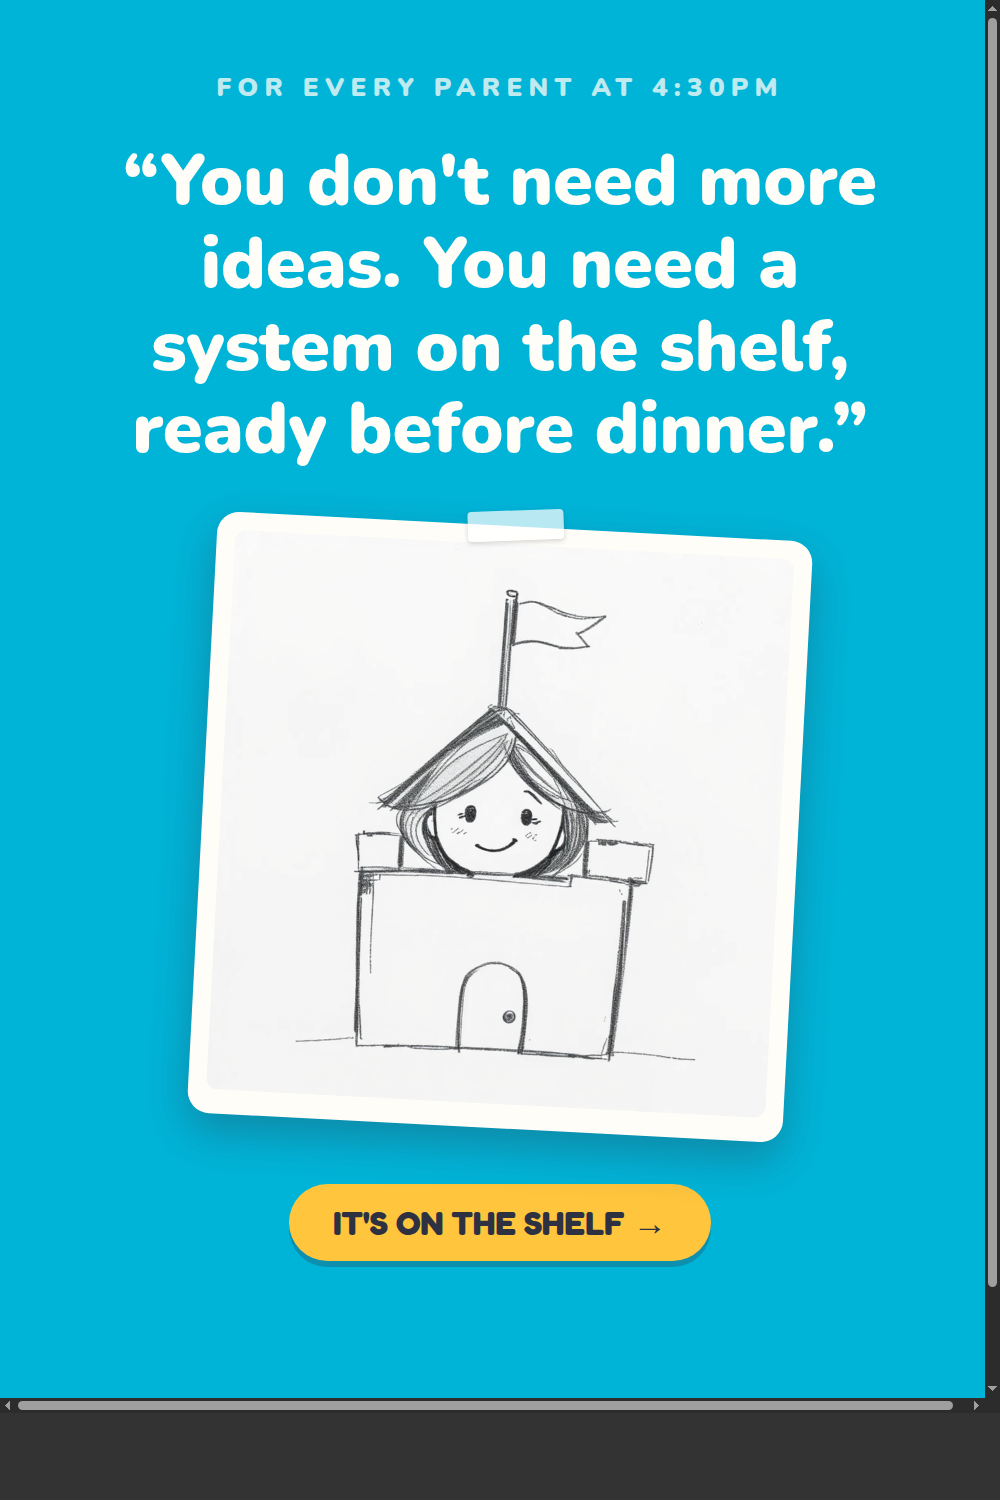 FOR EVERY PARENT AT 4:30PM
“You don't need more
ideas. You need a
system on the shelf,
ready before dinner.”
IT'S ON THE SHELF →